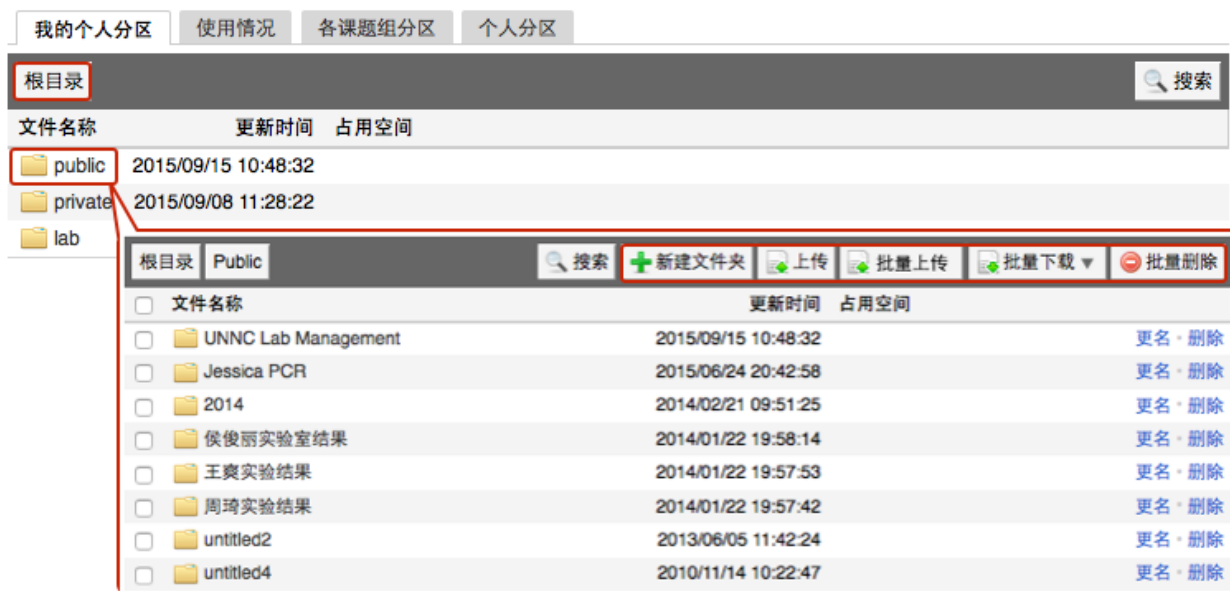 我的个人分区 使用情况 各课题组分区 个人分区
根目录 搜索
文件名称 更新时间 占用空间
public 2015/09/15 10:48:32
private 2015/09/08 11:28:22
lab
根目录 Public 搜索 新建文件夹 上传 批量上传 批量下载 ▼ 批量删除
文件名称 更新时间 占用空间
UNNC Lab Management 2015/09/15 10:48:32 更名 · 删除
Jessica PCR 2015/06/24 20:42:58 更名 · 删除
2014 2014/02/21 09:51:25 更名 · 删除
侯俊丽实验室结果 2014/01/22 19:58:14 更名 · 删除
王爽实验结果 2014/01/22 19:57:53 更名 · 删除
周琦实验结果 2014/01/22 19:57:42 更名 · 删除
untitled2 2013/06/05 11:42:24 更名 · 删除
untitled4 2010/11/14 10:22:47 更名 · 删除